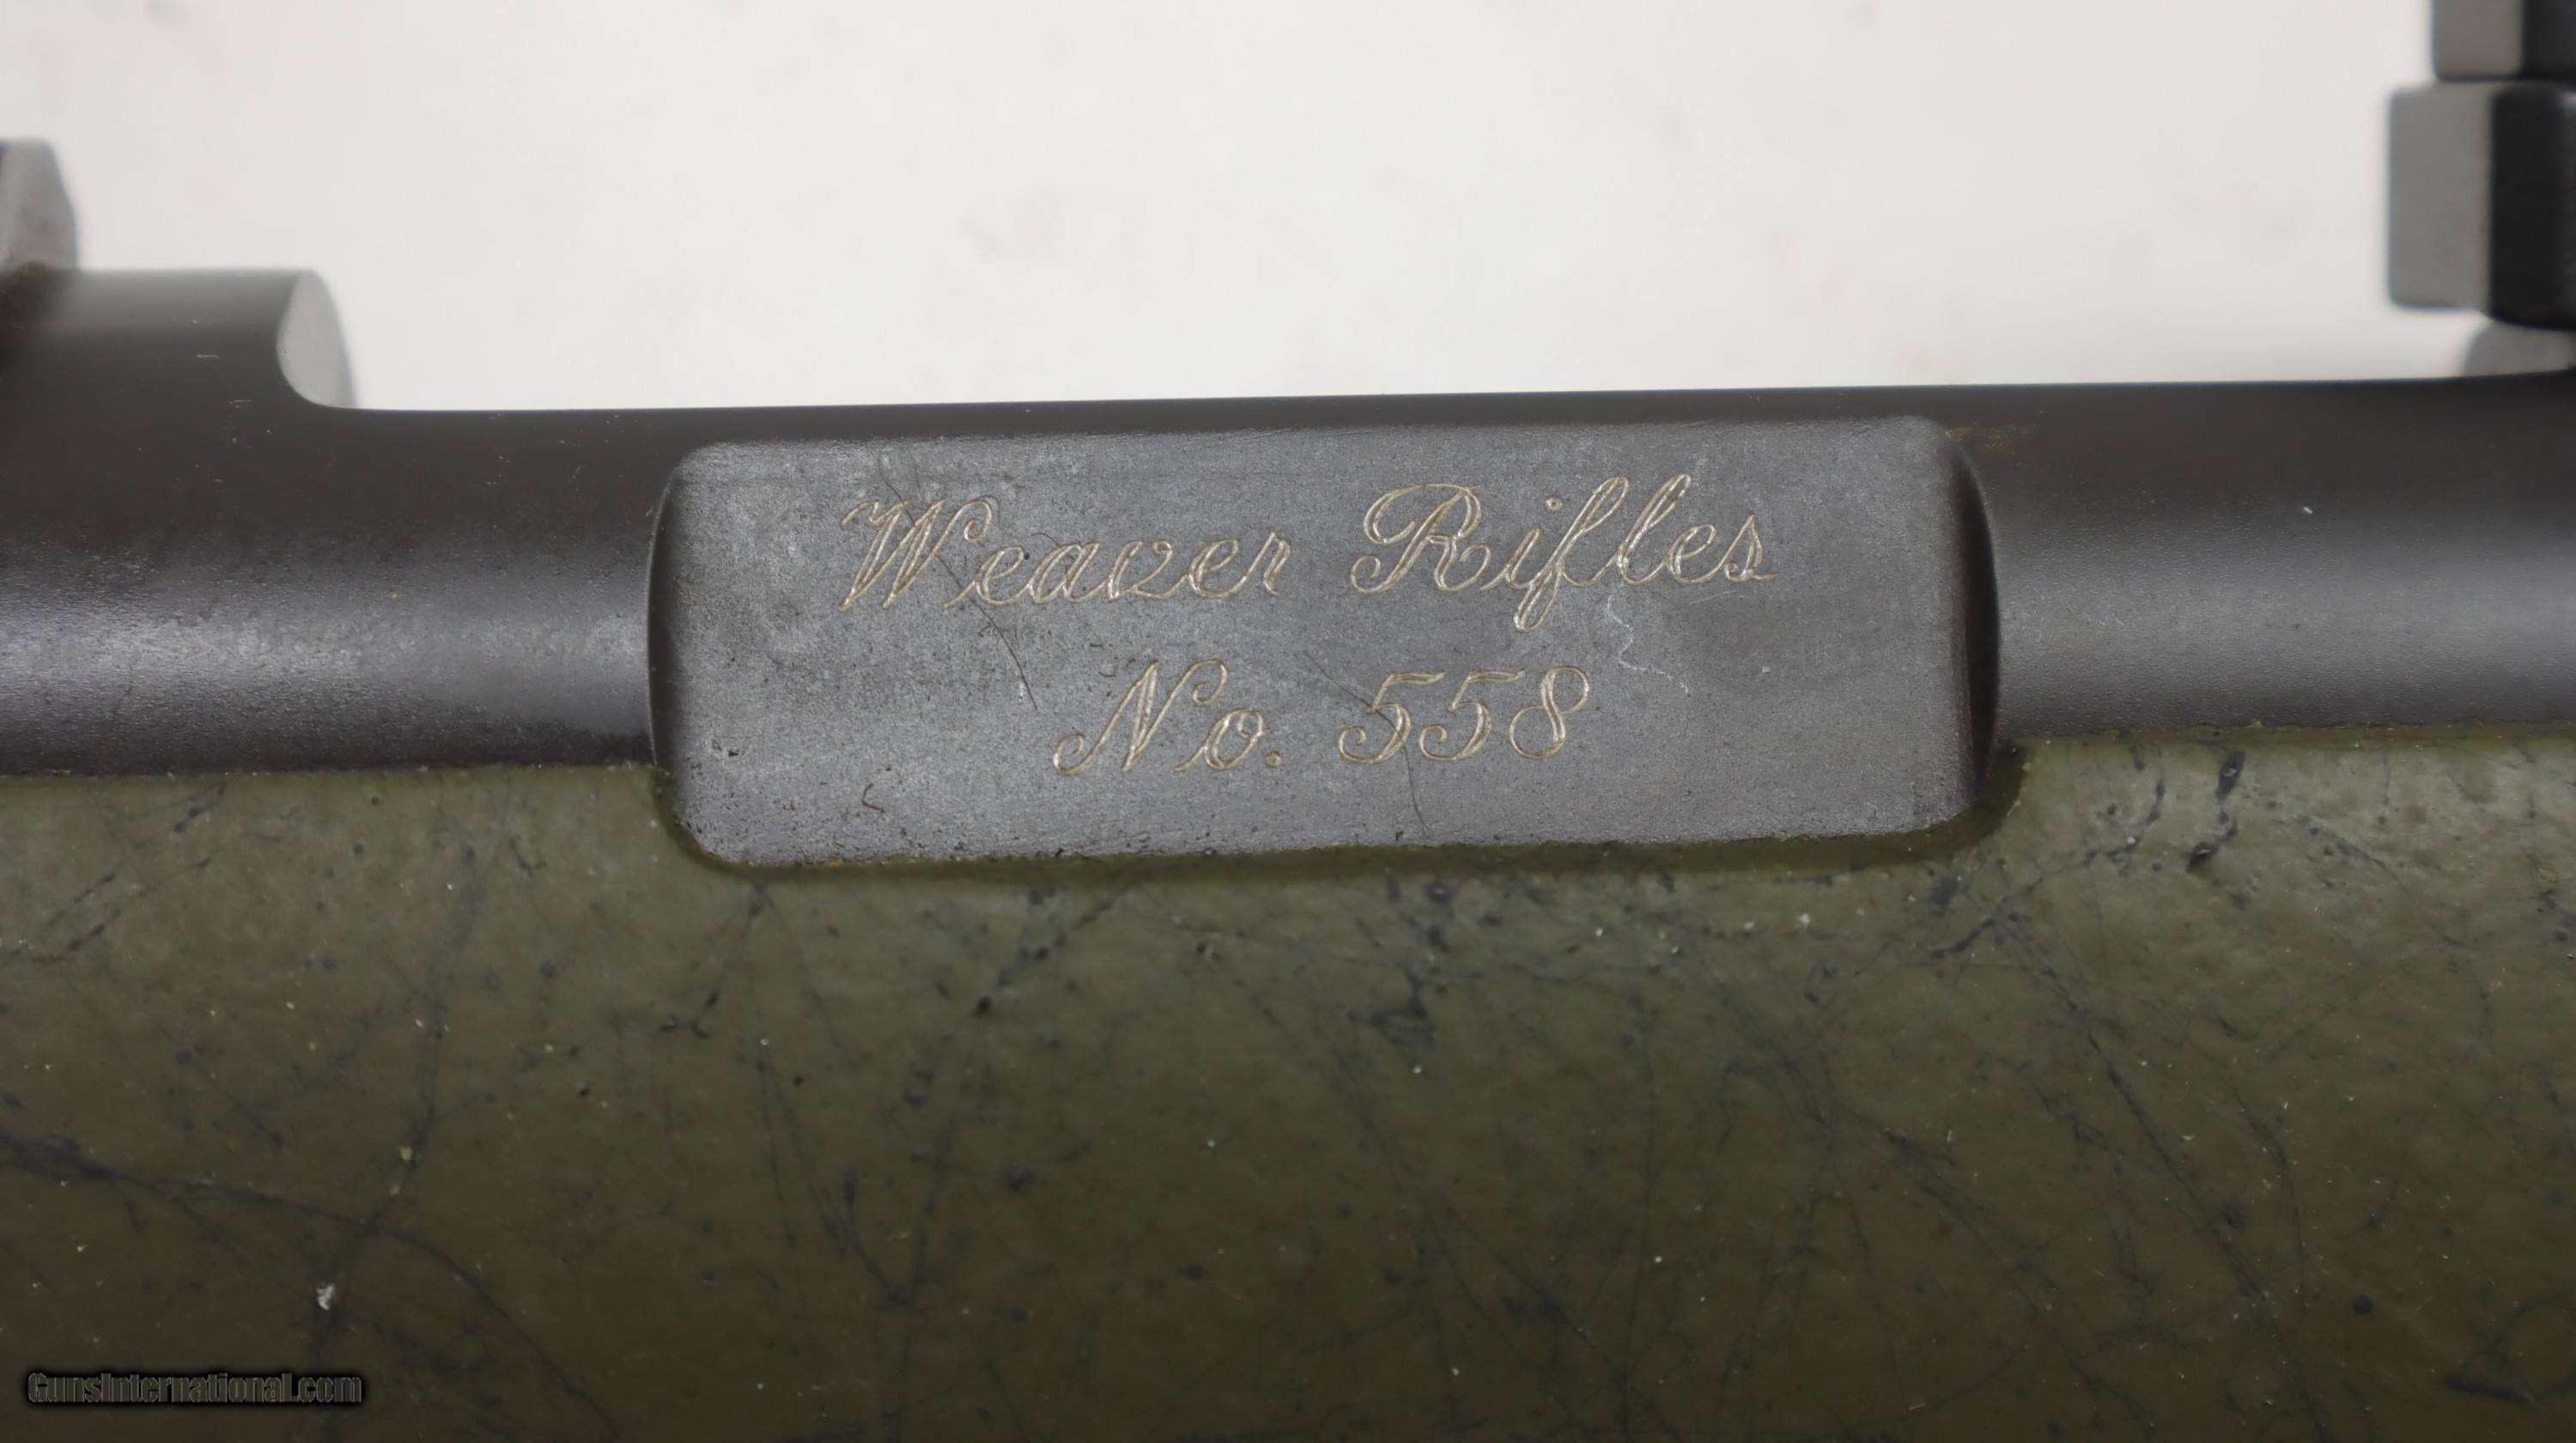 Weaver Rifles
No. 558
GunsInternational.com